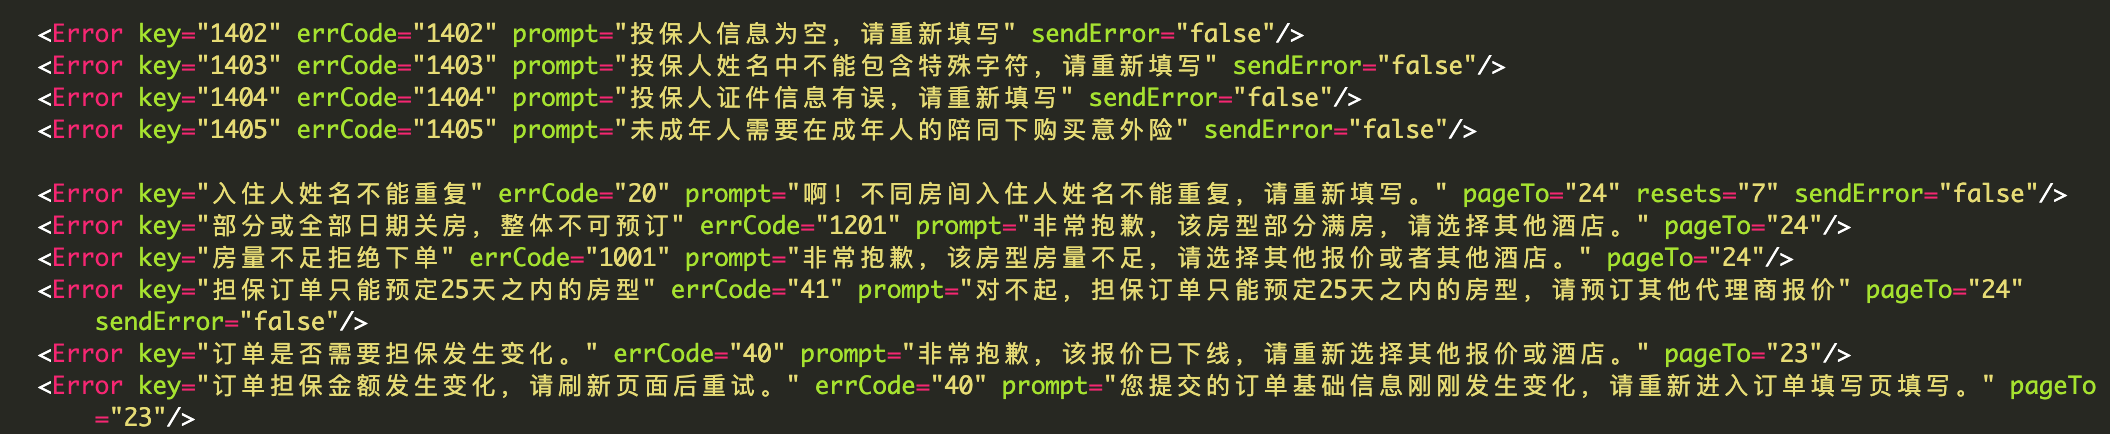 <Error key="1402" errCode="1402" prompt="投保人信息为空，请重新填写" sendError="false"/>
<Error key="1403" errCode="1403" prompt="投保人姓名中不能包含特殊字符，请重新填写" sendError="false"/>
<Error key="1404" errCode="1404" prompt="投保人证件信息有误，请重新填写" sendError="false"/>
<Error key="1405" errCode="1405" prompt="未成年人需要在成年人的陪同下购买意外险" sendError="false"/>
<Error key="入住人姓名不能重复" errCode="20" prompt="啊！不同房间入住人姓名不能重复，请重新填写。" pageTo="24" resets="7" sendError="false"/>
<Error key="部分或全部日期关房，整体不可预订" errCode="1201" prompt="非常抱歉，该房型部分满房，请选择其他酒店。" pageTo="24"/>
<Error key="房量不足拒绝下单" errCode="1001" prompt="非常抱歉，该房型房量不足，请选择其他报价或者其他酒店。" pageTo="24"/>
<Error key="担保订单只能预定25天之内的房型" errCode="41" prompt="对不起，担保订单只能预定25天之内的房型，请预订其他代理商报价" pageTo="24"
sendError="false"/>
<Error key="订单是否需要担保发生变化。" errCode="40" prompt="非常抱歉，该报价已下线，请重新选择其他报价或酒店。" pageTo="23"/>
<Error key="订单担保金额发生变化，请刷新页面后重试。" errCode="40" prompt="您提交的订单基础信息刚刚发生变化，请重新进入订单填写页填写。" pageTo
="23"/>